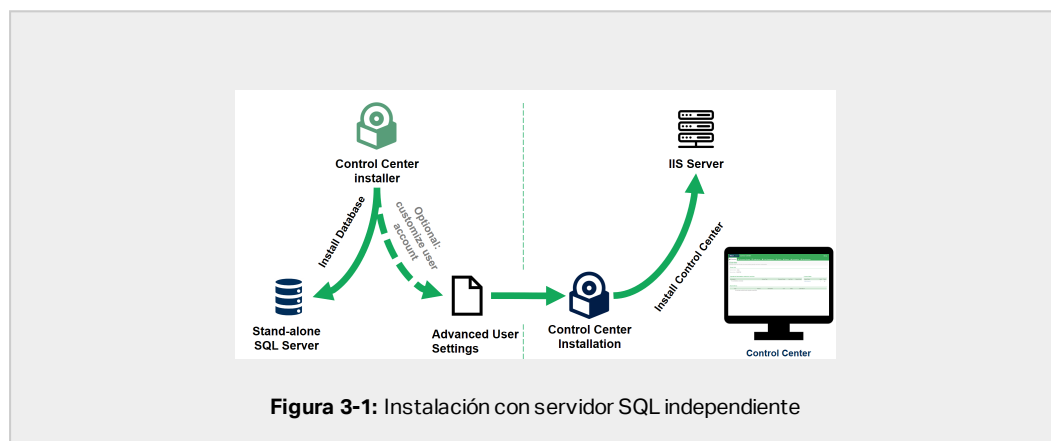 Control Center
installer
IIS Server
Install Database
Optional:
customize user
account
Install Control Center
Stand-alone
SQL Server
Advanced User
Settings
Control Center
Installation
Control Center
Figura 3-1: Instalación con servidor SQL independiente